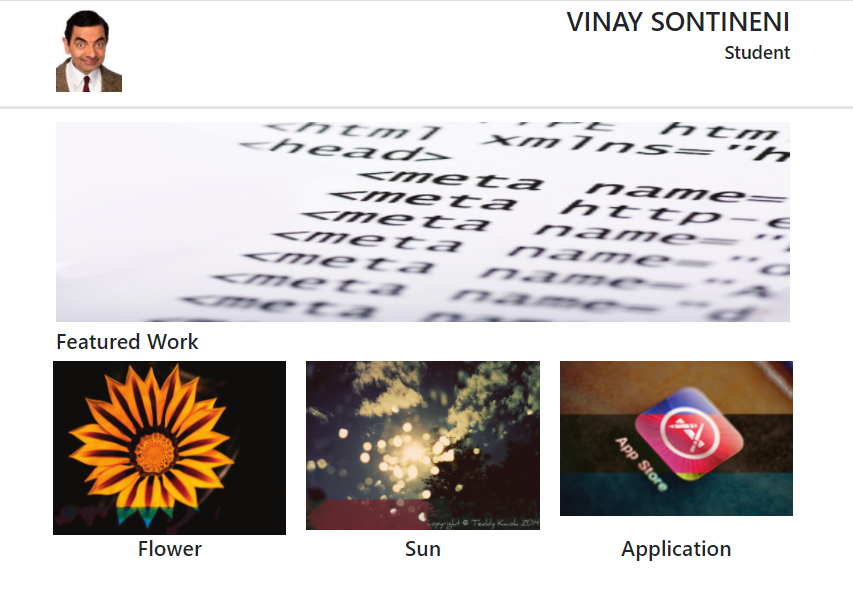 VINAY SONTINENI
Student
<html
xmlns="h
<head>
<meta name=
<meta http-e
<meta name="
<meta name="
<meta name="A
<meta name="d
Featured Work
App Store
copyright © Teddy Kwok 2014
Flower
Sun
Application